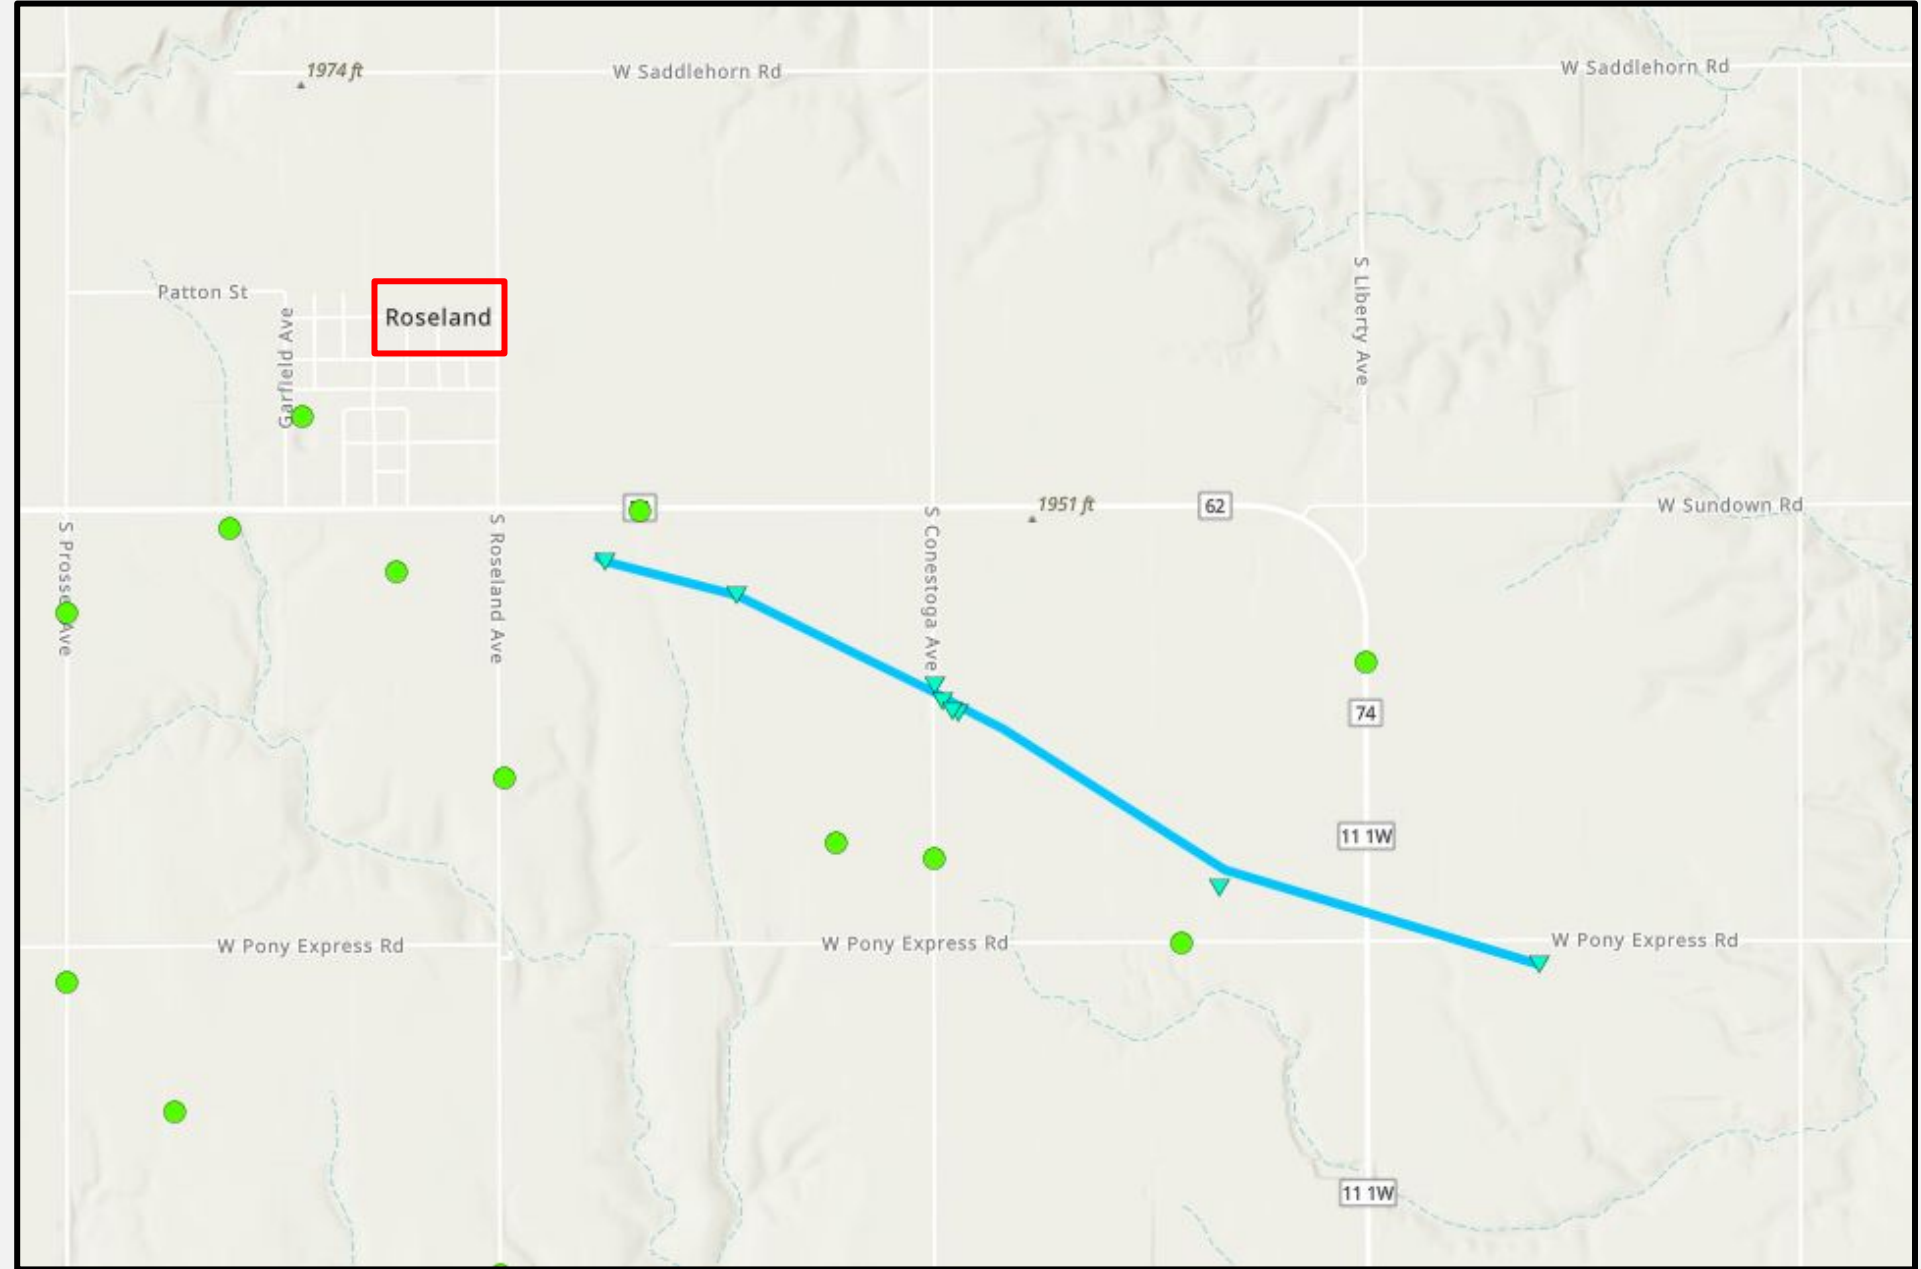 1974 ft
W Saddlehorn Rd
W Saddlehorn Rd
Patton St
Roseland
Garfield Ave
S Liberty Ave
1951 ft
62
W Sundown Rd
S Prosse Ave
S Roseland Ave
S Conestoga Ave
74
11 1W
W Pony Express Rd
W Pony Express Rd
W Pony Express Rd
11 1W